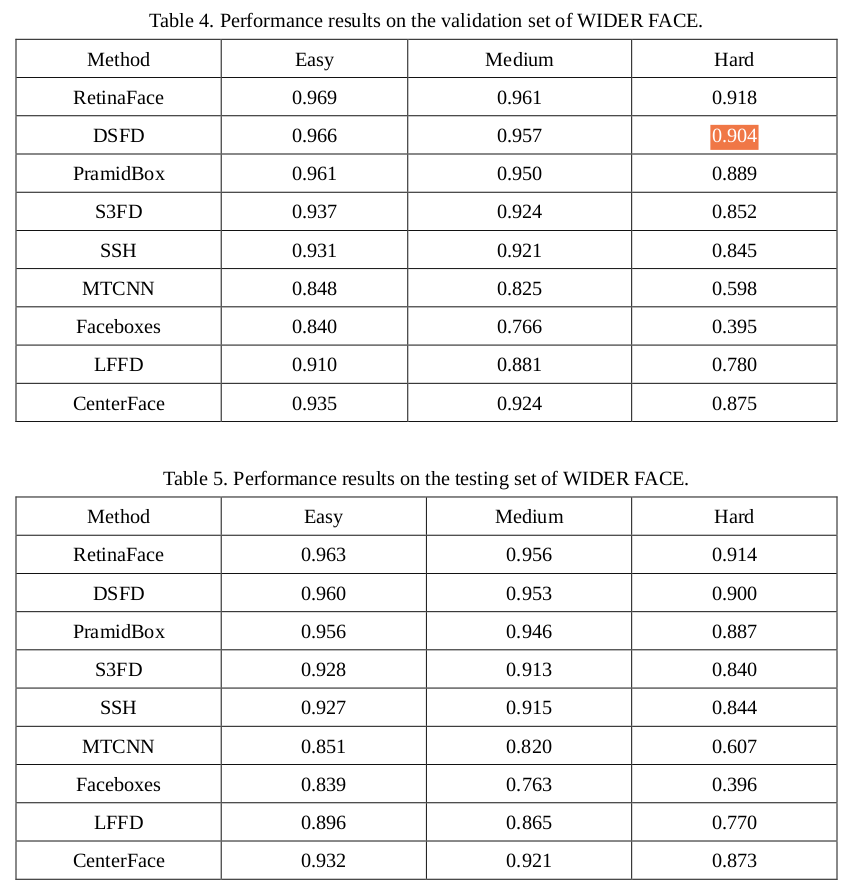 Table 4. Performance results on the validation set of WIDER FACE.
Method Easy Medium Hard
RetinaFace 0.969 0.961 0.918
DSFD 0.966 0.957 0.904
PramidBox 0.961 0.950 0.889
S3FD 0.937 0.924 0.852
SSH 0.931 0.921 0.845
MTCNN 0.848 0.825 0.598
Faceboxes 0.840 0.766 0.395
LFFD 0.910 0.881 0.780
CenterFace 0.935 0.924 0.875
Table 5. Performance results on the testing set of WIDER FACE.
Method Easy Medium Hard
RetinaFace 0.963 0.956 0.914
DSFD 0.960 0.953 0.900
PramidBox 0.956 0.946 0.887
S3FD 0.928 0.913 0.840
SSH 0.927 0.915 0.844
MTCNN 0.851 0.820 0.607
Faceboxes 0.839 0.763 0.396
LFFD 0.896 0.865 0.770
CenterFace 0.932 0.921 0.873